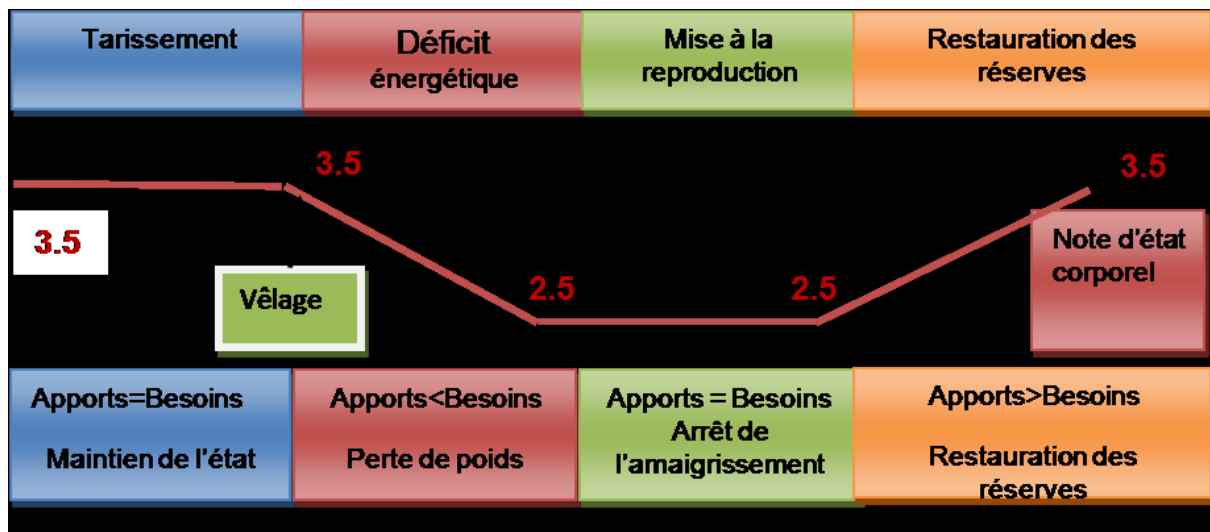 Tarissement
Déficit
énergétique
Mise à la
reproduction
Restauration des
réserves
3.5
3.5
3.5
2.5
2.5
Vêlage
Note d'état
corporel
Apports=Besoins
Maintien de l'état
Apports<Besoins
Perte de poids
Apports = Besoins
Arrêt de
l'amaigrissement
Apports>Besoins
Restauration des
réserves